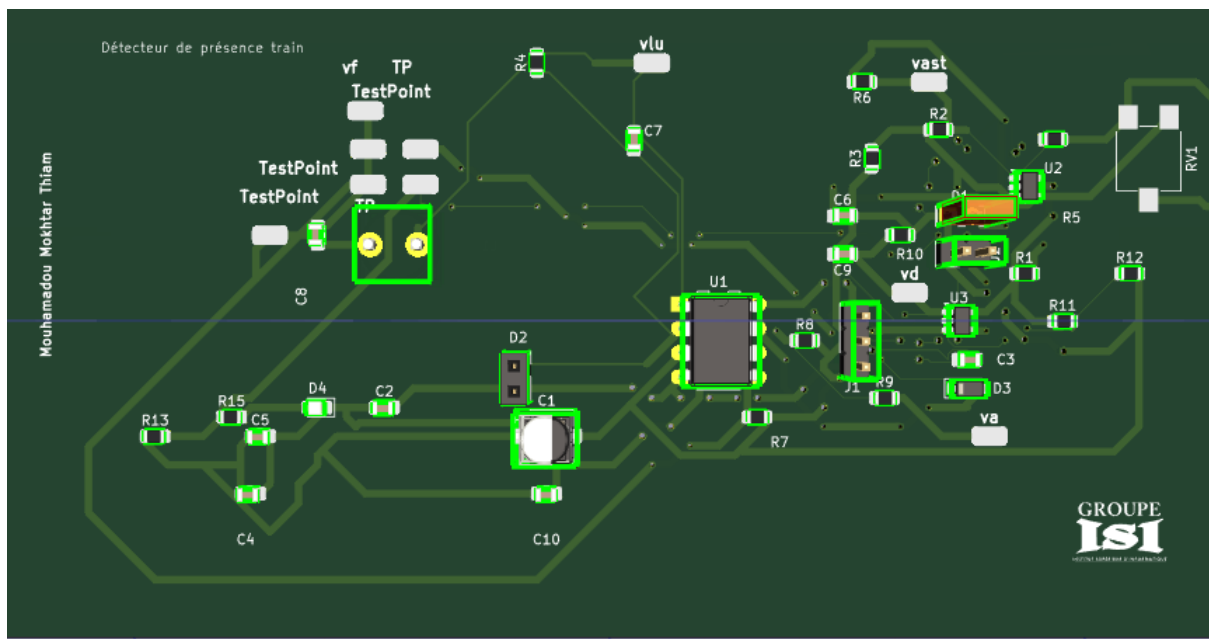 Détecteur de présence train
vf
TP
TestPoint
TestPoint
TestPoint
TP
R4
vlu
C7
vast
R6
R2
R3
U2
RV1
C6
R5
R10
C9
vd
R1
R12
C8
U1
U3
R11
R8
C3
D2
J1
R9
D3
va
D4
C2
C1
R15
R13
C5
R7
C4
C10
Mouhamadou Mokhtar Thiam
GROUPE
ISI